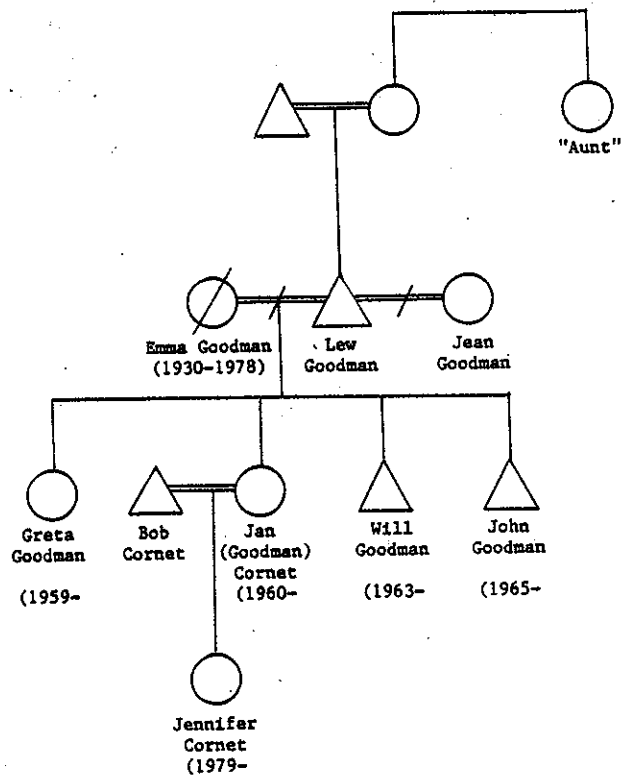 "Aunt"
Emma Goodman
(1930-1978)
Lew
Goodman
Jean
Goodman
Greta
Goodman
(1959-
Bob
Cornet
Jan
(Goodman)
Cornet
(1960-
Will
Goodman
(1963-
John
Goodman
(1965-
Jennifer
Cornet
(1979-